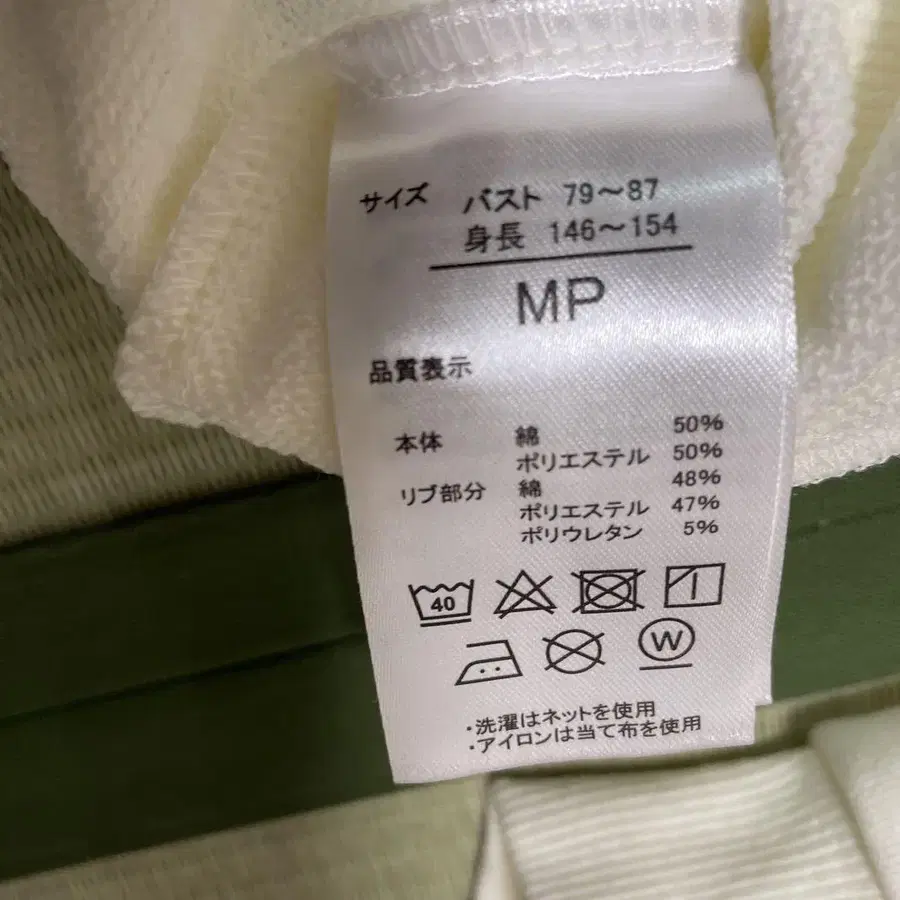 サイズ バスト 79～87
身長 146～154
MP
品質表示
本体 綿 50%
ポリエステル 50%
リブ部分 綿 48%
ポリエステル 47%
ポリウレタン 5%
40
W
・洗濯はネットを使用
・アイロンは当て布を使用